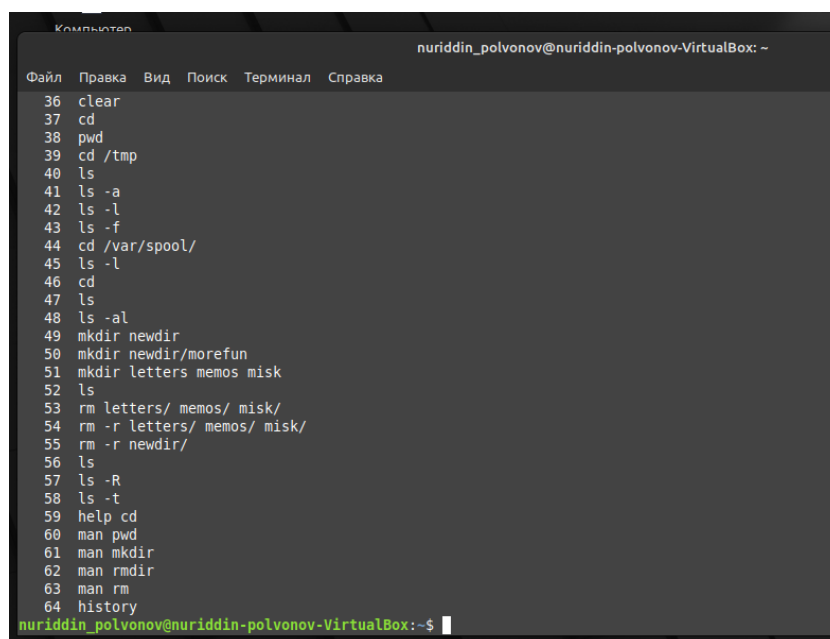 Компьютер
nuriddin_polvonov@nuriddin-polvonov-VirtualBox: ~
Файл Правка Вид Поиск Терминал Справка
36 clear
37 cd
38 pwd
39 cd /tmp
40 ls
41 ls -a
42 ls -l
43 ls -f
44 cd /var/spool/
45 ls -l
46 cd
47 ls
48 ls -al
49 mkdir newdir
50 mkdir newdir/morefun
51 mkdir letters memos misk
52 ls
53 rm letters/ memos/ misk/
54 rm -r letters/ memos/ misk/
55 rm -r newdir/
56 ls
57 ls -R
58 ls -t
59 help cd
60 man pwd
61 man mkdir
62 man rmdir
63 man rm
64 history
nuriddin_polvonov@nuriddin-polvonov-VirtualBox:~$